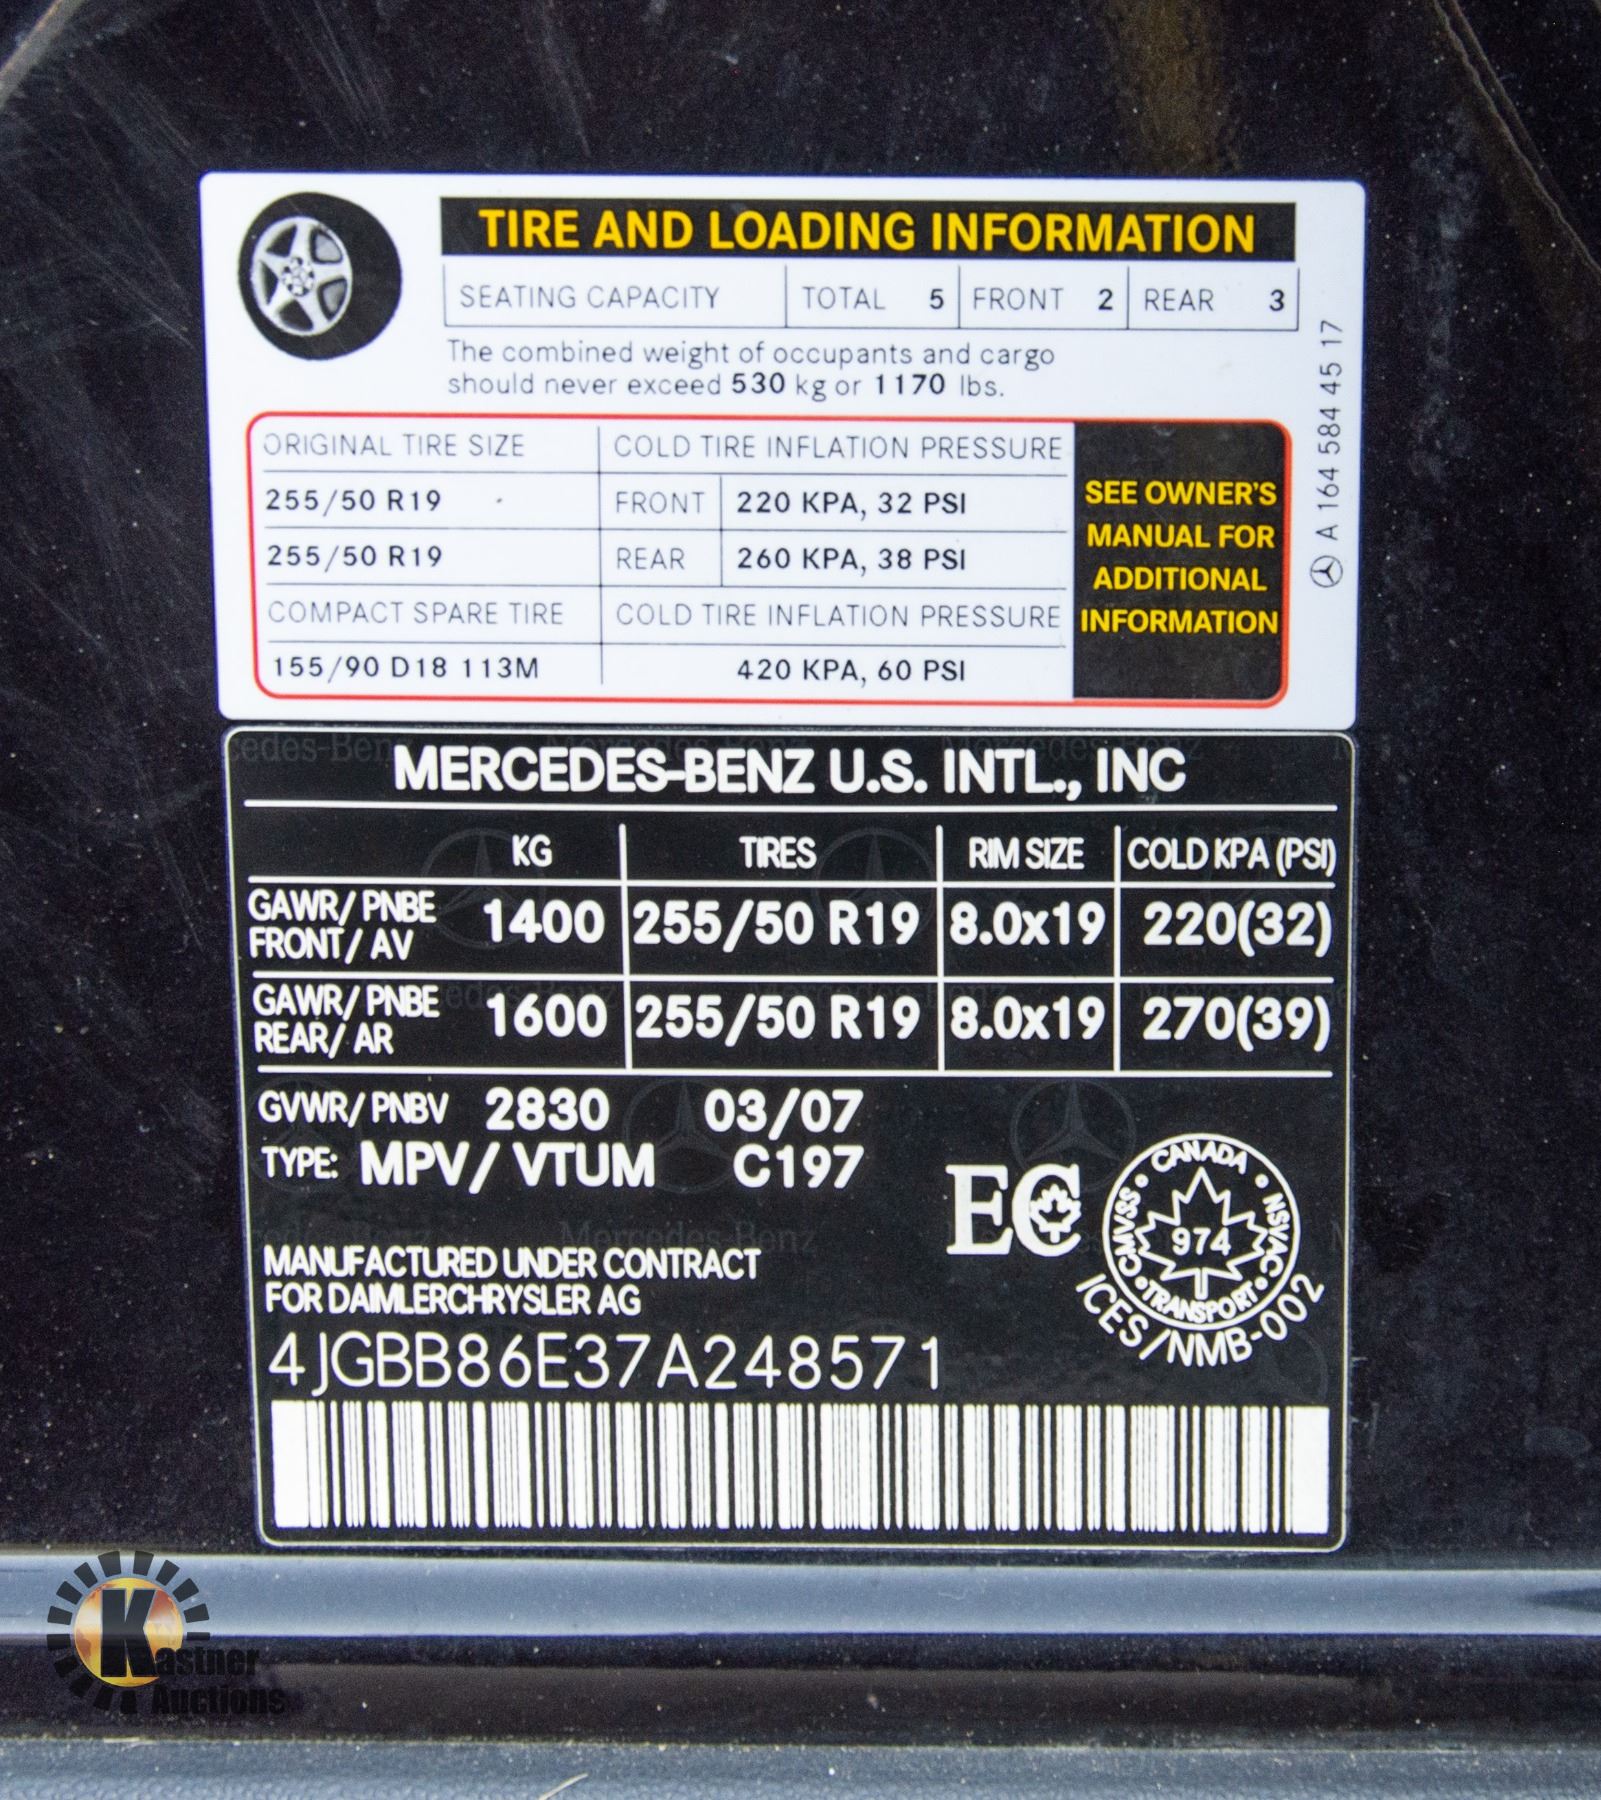 TIRE AND LOADING INFORMATION
SEATING CAPACITY TOTAL 5 FRONT 2 REAR 3
The combined weight of occupants and cargo
should never exceed 530 kg or 1170 lbs.
ORIGINAL TIRE SIZE COLD TIRE INFLATION PRESSURE
255/50 R19 FRONT 220 KPA, 32 PSI
255/50 R19 REAR 260 KPA, 38 PSI
COMPACT SPARE TIRE COLD TIRE INFLATION PRESSURE
155/90 D18 113M 420 KPA, 60 PSI
SEE OWNER'S
MANUAL FOR
ADDITIONAL
INFORMATION
A 164 584 45 17
MERCEDES-BENZ U.S. INTL., INC
KG TIRES RIM SIZE COLD KPA (PSI)
GAWR/ PNBE
FRONT/ AV 1400 255/50 R19 8.0x19 220(32)
GAWR/ PNBE
REAR/ AR 1600 255/50 R19 8.0x19 270(39)
GVWR/ PNBV 2830 03/07
TYPE: MPV/ VTUM C197
EC
CANADA
CMVSS NSVAC
974
TRANSPORT
ICES/NMB-002
MANUFACTURED UNDER CONTRACT
FOR DAIMLERCHRYSLER AG
4JGBB86E37A248571
Kastner
Auctions